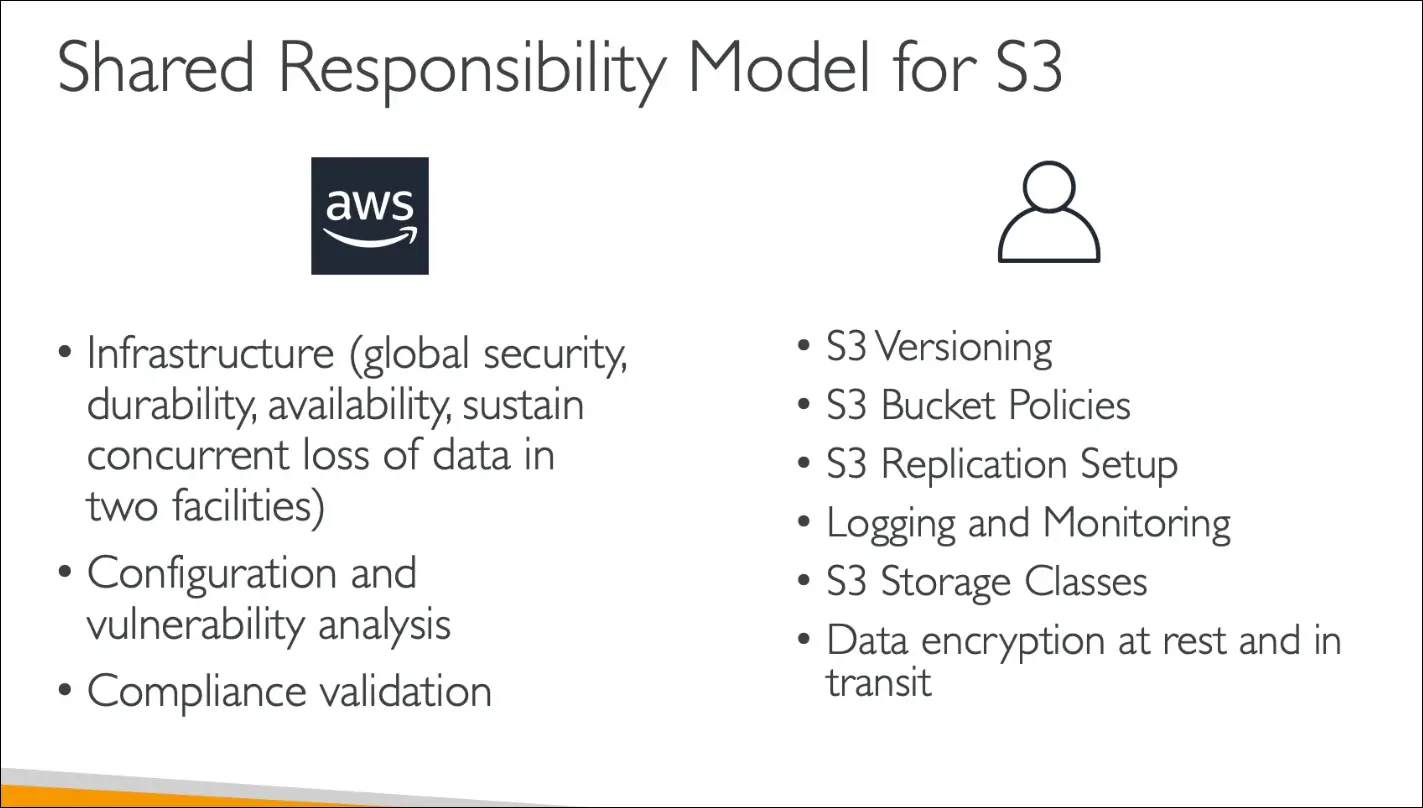 Shared Responsibility Model for S3
aws
• Infrastructure (global security,
durability, availability, sustain
concurrent loss of data in
two facilities)
• Configuration and
vulnerability analysis
• Compliance validation
• S3 Versioning
• S3 Bucket Policies
• S3 Replication Setup
• Logging and Monitoring
• S3 Storage Classes
• Data encryption at rest and in
transit